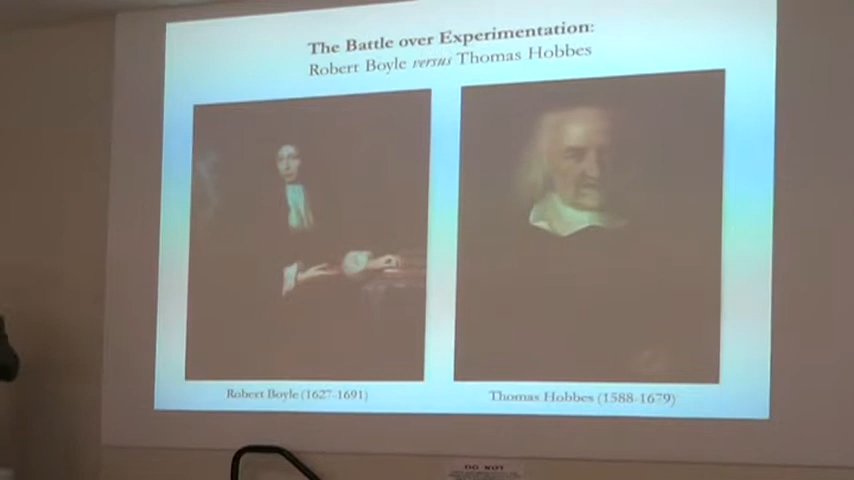 The Battle over Experimentation:
Robert Boyle versus Thomas Hobbes
Robert Boyle (1627-1691)
Thomas Hobbes (1588-1679)
DO NOT